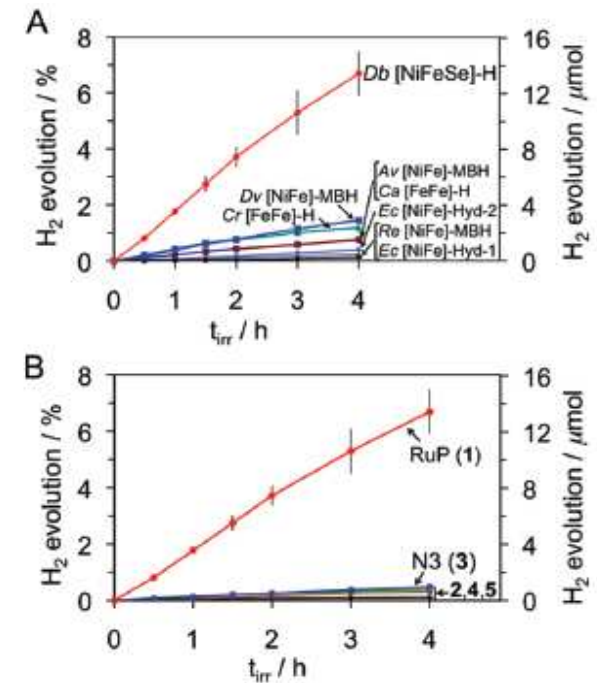 A
H₂ evolution / %
8
6
4
2
0
Db [NiFeSe]-H
Dv [NiFe]-MBH
Cr [FeFe]-H
Av [NiFe]-MBH
Ca [FeFe]-H
Ec [NiFe]-Hyd-2
Re [NiFe]-MBH
Ec [NiFe]-Hyd-1
16
12
8
4
0
H₂ evolution / μmol
0 1 2 3 4
t_irr / h
B
H₂ evolution / %
8
6
4
2
0
RuP (1)
N3 (3)
2,4,5
16
12
8
4
0
H₂ evolution / μmol
0 1 2 3 4
t_irr / h